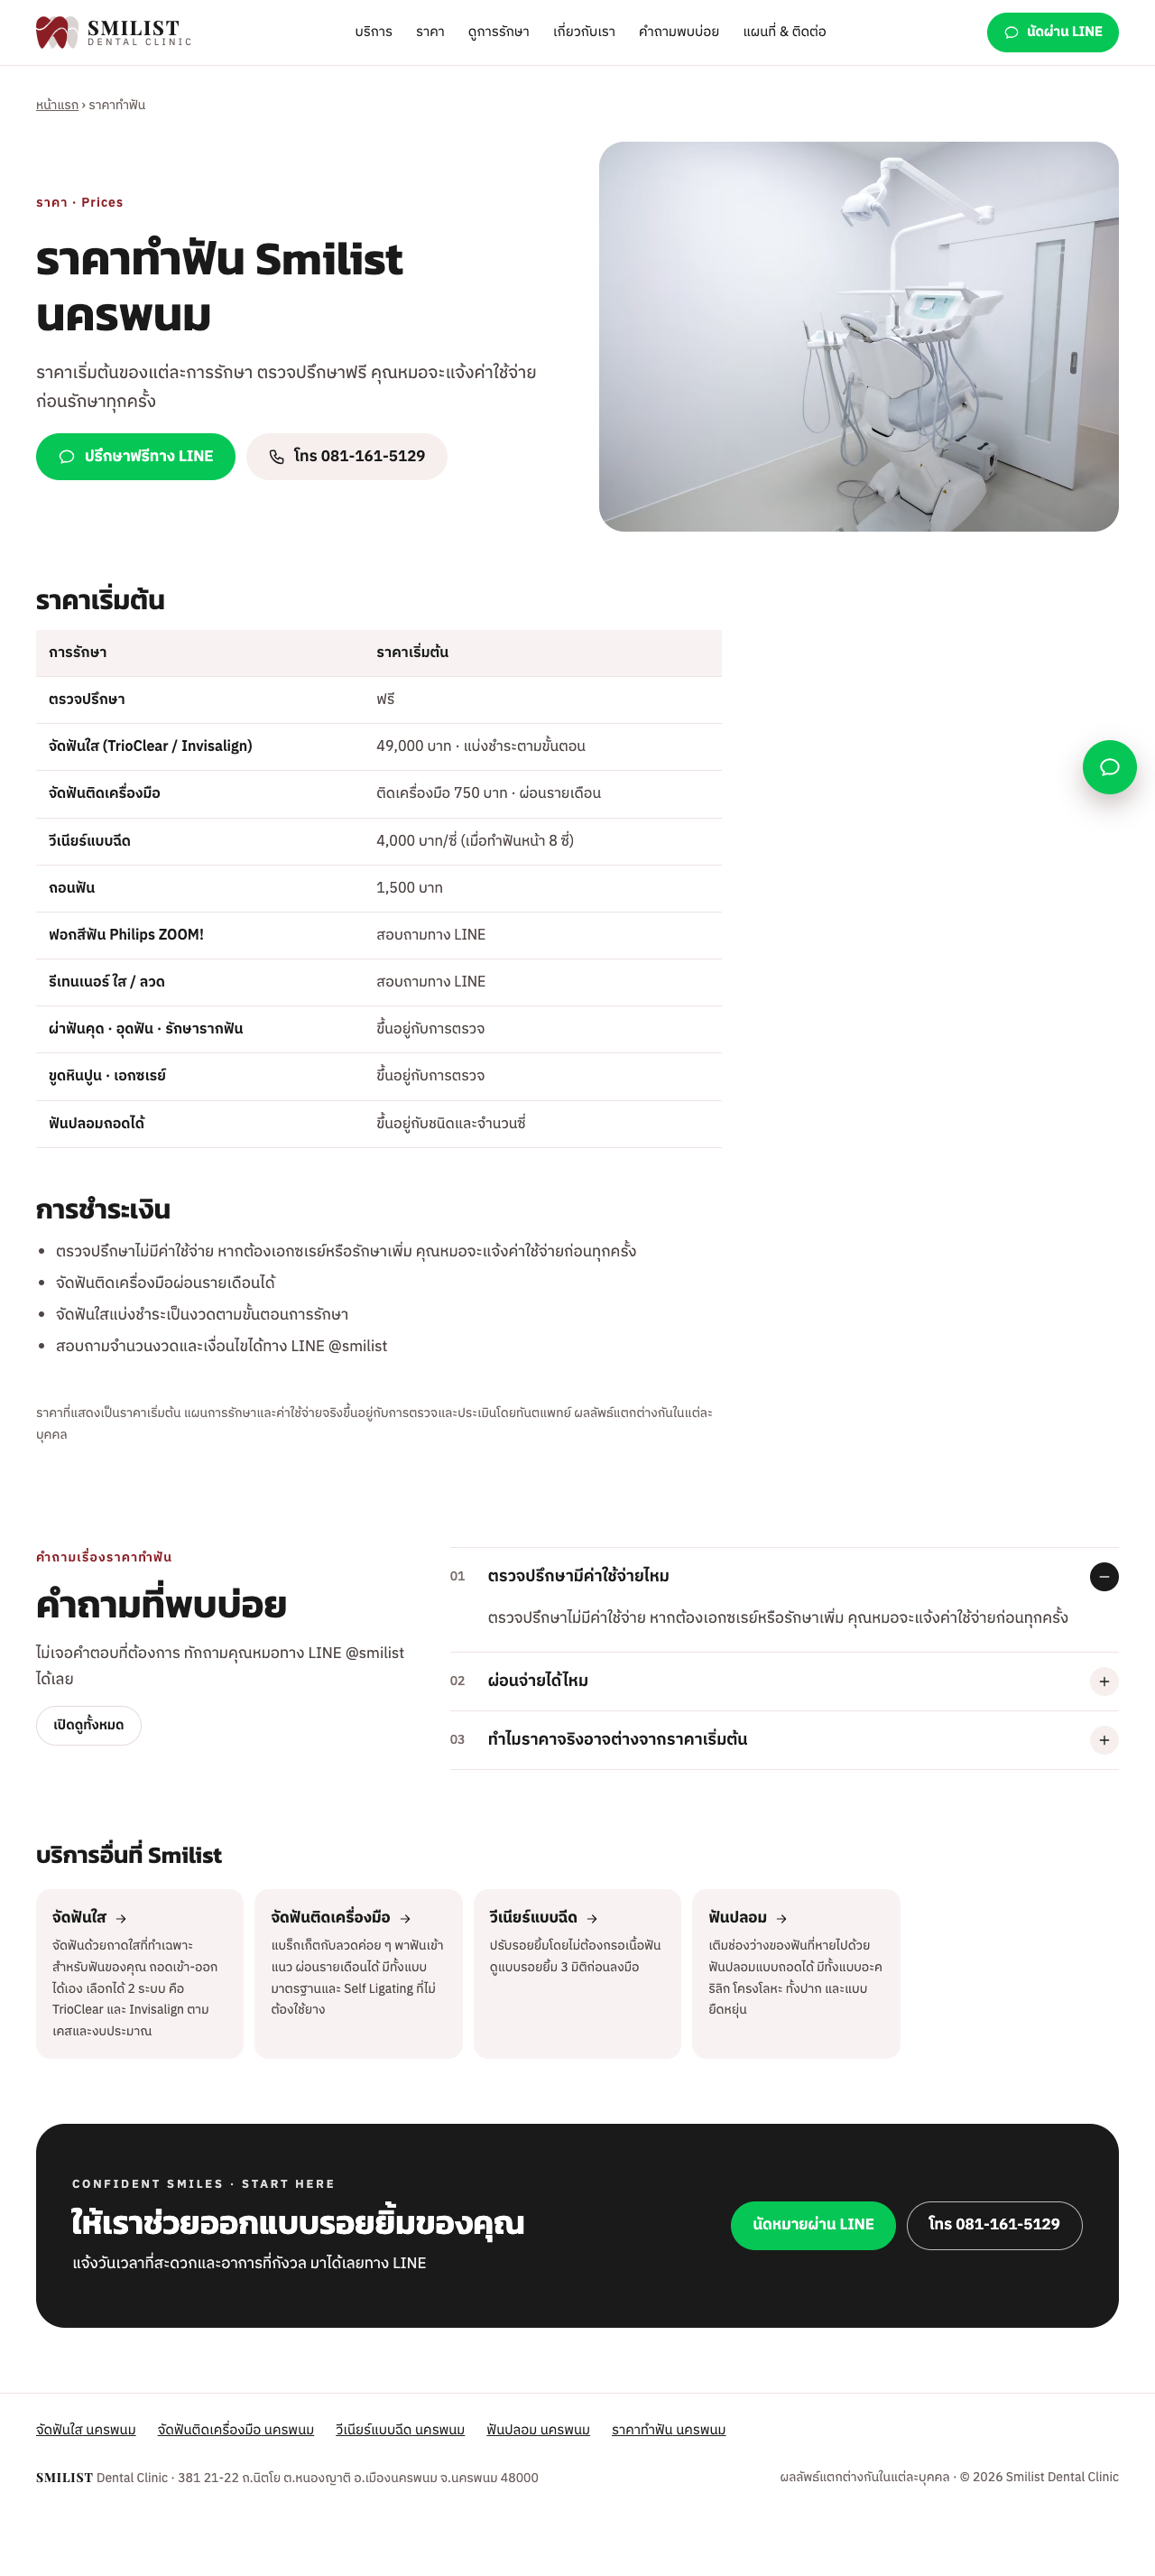 SMILIST
DENTAL CLINIC
บริการ ราคา ดูการรักษา เกี่ยวกับเรา คำถามพบบ่อย แผนที่ & ติดต่อ
นัดผ่าน LINE
หน้าแรก › ราคาทำฟัน
ราคา · Prices
ราคาทำฟัน Smilist
นครพนม
ราคาเริ่มต้นของแต่ละการรักษา ตรวจปรึกษาฟรี คุณหมอจะแจ้งค่าใช้จ่าย
ก่อนรักษาทุกครั้ง
ปรึกษาฟรีทาง LINE
โทร 081-161-5129
ราคาเริ่มต้น
การรักษา ราคาเริ่มต้น
ตรวจปรึกษา ฟรี
จัดฟันใส (TrioClear / Invisalign) 49,000 บาท · แบ่งชำระตามขั้นตอน
จัดฟันติดเครื่องมือ ติดเครื่องมือ 750 บาท · ผ่อนรายเดือน
วีเนียร์แบบฉีด 4,000 บาท/ซี่ (เมื่อทำฟันหน้า 8 ซี่)
ถอนฟัน 1,500 บาท
ฟอกสีฟัน Philips ZOOM! สอบถามทาง LINE
รีเทนเนอร์ ใส / ลวด สอบถามทาง LINE
ผ่าฟันคุด · อุดฟัน · รักษารากฟัน ขึ้นอยู่กับการตรวจ
ขูดหินปูน · เอกซเรย์ ขึ้นอยู่กับการตรวจ
ฟันปลอมถอดได้ ขึ้นอยู่กับชนิดและจำนวนซี่
การชำระเงิน
• ตรวจปรึกษาไม่มีค่าใช้จ่าย หากต้องเอกซเรย์หรือรักษาเพิ่ม คุณหมอจะแจ้งค่าใช้จ่ายก่อนทุกครั้ง
• จัดฟันติดเครื่องมือผ่อนรายเดือนได้
• จัดฟันใสแบ่งชำระเป็นงวดตามขั้นตอนการรักษา
• สอบถามจำนวนงวดและเงื่อนไขได้ทาง LINE @smilist
ราคาที่แสดงเป็นราคาเริ่มต้น แผนการรักษาและค่าใช้จ่ายจริงขึ้นอยู่กับการตรวจและประเมินโดยทันตแพทย์ ผลลัพธ์แตกต่างกันในแต่ละ
บุคคล
คำถามเรื่องราคาทำฟัน
คำถามที่พบบ่อย
ไม่เจอคำตอบที่ต้องการ ทักถามคุณหมอทาง LINE @smilist
ได้เลย
เปิดดูทั้งหมด
01 ตรวจปรึกษามีค่าใช้จ่ายไหม
ตรวจปรึกษาไม่มีค่าใช้จ่าย หากต้องเอกซเรย์หรือรักษาเพิ่ม คุณหมอจะแจ้งค่าใช้จ่ายก่อนทุกครั้ง
02 ผ่อนจ่ายได้ไหม
03 ทำไมราคาจริงอาจต่างจากราคาเริ่มต้น
บริการอื่นที่ Smilist
จัดฟันใส →
จัดฟันด้วยถาดใสที่ทำเฉพาะ
สำหรับฟันของคุณ ถอดเข้า-ออก
ได้เอง เลือกได้ 2 ระบบ คือ
TrioClear และ Invisalign ตาม
เคสและงบประมาณ
จัดฟันติดเครื่องมือ →
แบร็กเก็ตกับลวดค่อย ๆ พาฟันเข้า
แนว ผ่อนรายเดือนได้ มีทั้งแบบ
มาตรฐานและ Self Ligating ที่ไม่
ต้องใช้ยาง
วีเนียร์แบบฉีด →
ปรับรอยยิ้มโดยไม่ต้องกรอเนื้อฟัน
ดูแบบรอยยิ้ม 3 มิติก่อนลงมือ
ฟันปลอม →
เติมช่องว่างของฟันที่หายไปด้วย
ฟันปลอมแบบถอดได้ มีทั้งแบบอะค
ริลิก โครงโลหะ ทั้งปาก และแบบ
ยืดหยุ่น
CONFIDENT SMILES · START HERE
ให้เราช่วยออกแบบรอยยิ้มของคุณ
แจ้งวันเวลาที่สะดวกและอาการที่กังวล มาได้เลยทาง LINE
นัดหมายผ่าน LINE
โทร 081-161-5129
จัดฟันใส นครพนม จัดฟันติดเครื่องมือ นครพนม วีเนียร์แบบฉีด นครพนม ฟันปลอม นครพนม ราคาทำฟัน นครพนม
SMILIST Dental Clinic · 381 21-22 ถ.นิตโย ต.หนองญาติ อ.เมืองนครพนม จ.นครพนม 48000
ผลลัพธ์แตกต่างกันในแต่ละบุคคล · © 2026 Smilist Dental Clinic